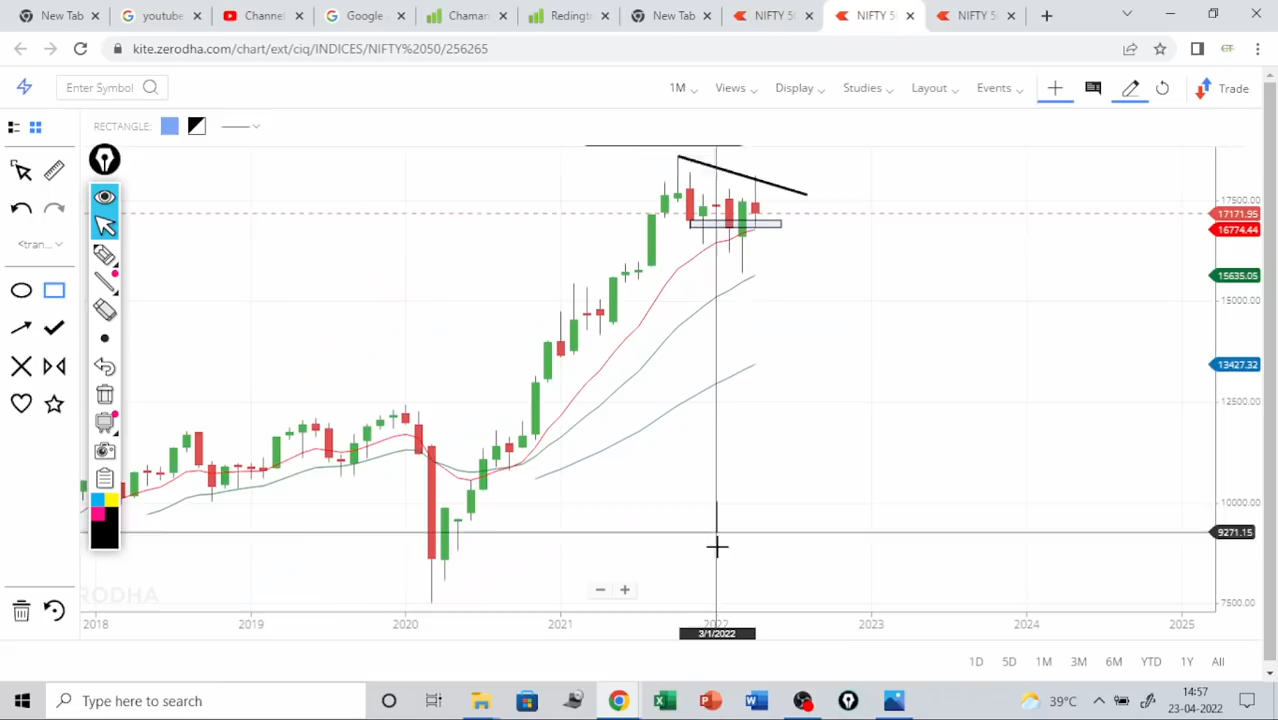 New Tab
youtube
Channel
Google
Chaman
Redingt
New Tab
NIFTY 5
NIFTY 5
NIFTY 5
kite.zerodha.com/chart/ext/ciq/INDICES/NIFTY%2050/256265
Enter Symbol
1M
Views
Display
Studies
Layout
Events
Trade
RECTANGLE:
<tran...
17500.00
17171.95
16774.44
15635.05
15000.00
13427.32
12500.00
10000.00
9271.15
7500.00
RODHA
2018
2019
2020
2021
2022
2023
2024
2025
3/1/2022
1D
5D
1M
3M
6M
YTD
1Y
All
Type here to search
39°C
14:57
23-04-2022